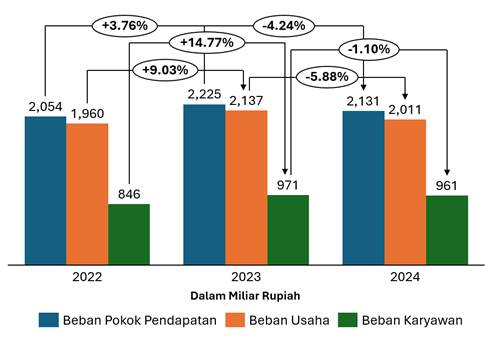 +3.76% -4.24%
+14.77% -1.10%
+9.03% -5.88%
2,054 1,960 846
2,225 2,137 971
2,131 2,011 961
2022 2023 2024
Dalam Miliar Rupiah
Beban Pokok Pendapatan Beban Usaha Beban Karyawan